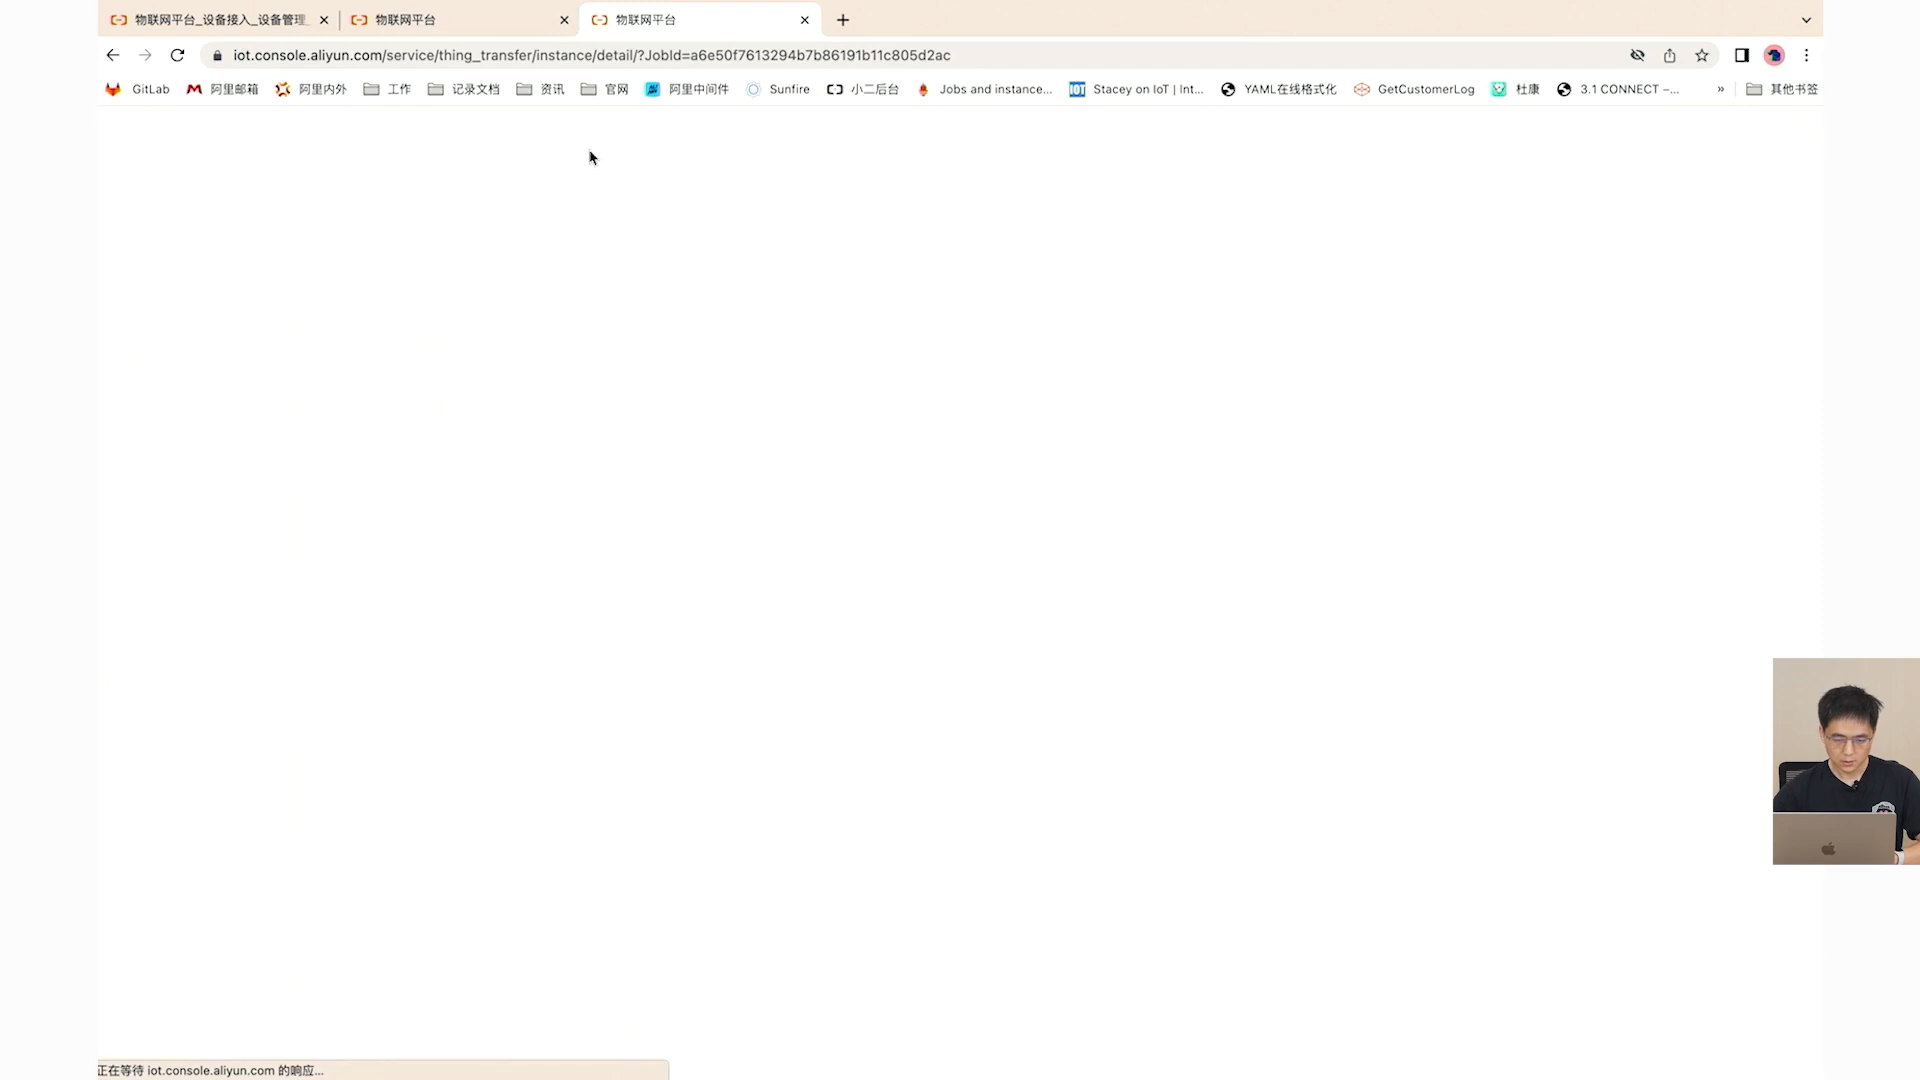 物联网平台_设备接入_设备管理_ 物联网平台 物联网平台
iot.console.aliyun.com/service/thing_transfer/instance/detail/?JobId=a6e50f7613294b7b86191b11c805d2ac
GitLab 阿里邮箱 阿里内外 工作 记录文档 资讯 官网 阿里中间件 Sunfire 小二后台 Jobs and instance... IOT Stacey on IoT | Int... YAML在线格式化 GetCustomerLog 杜康 3.1 CONNECT –... » 其他书签
正在等待 iot.console.aliyun.com 的响应...